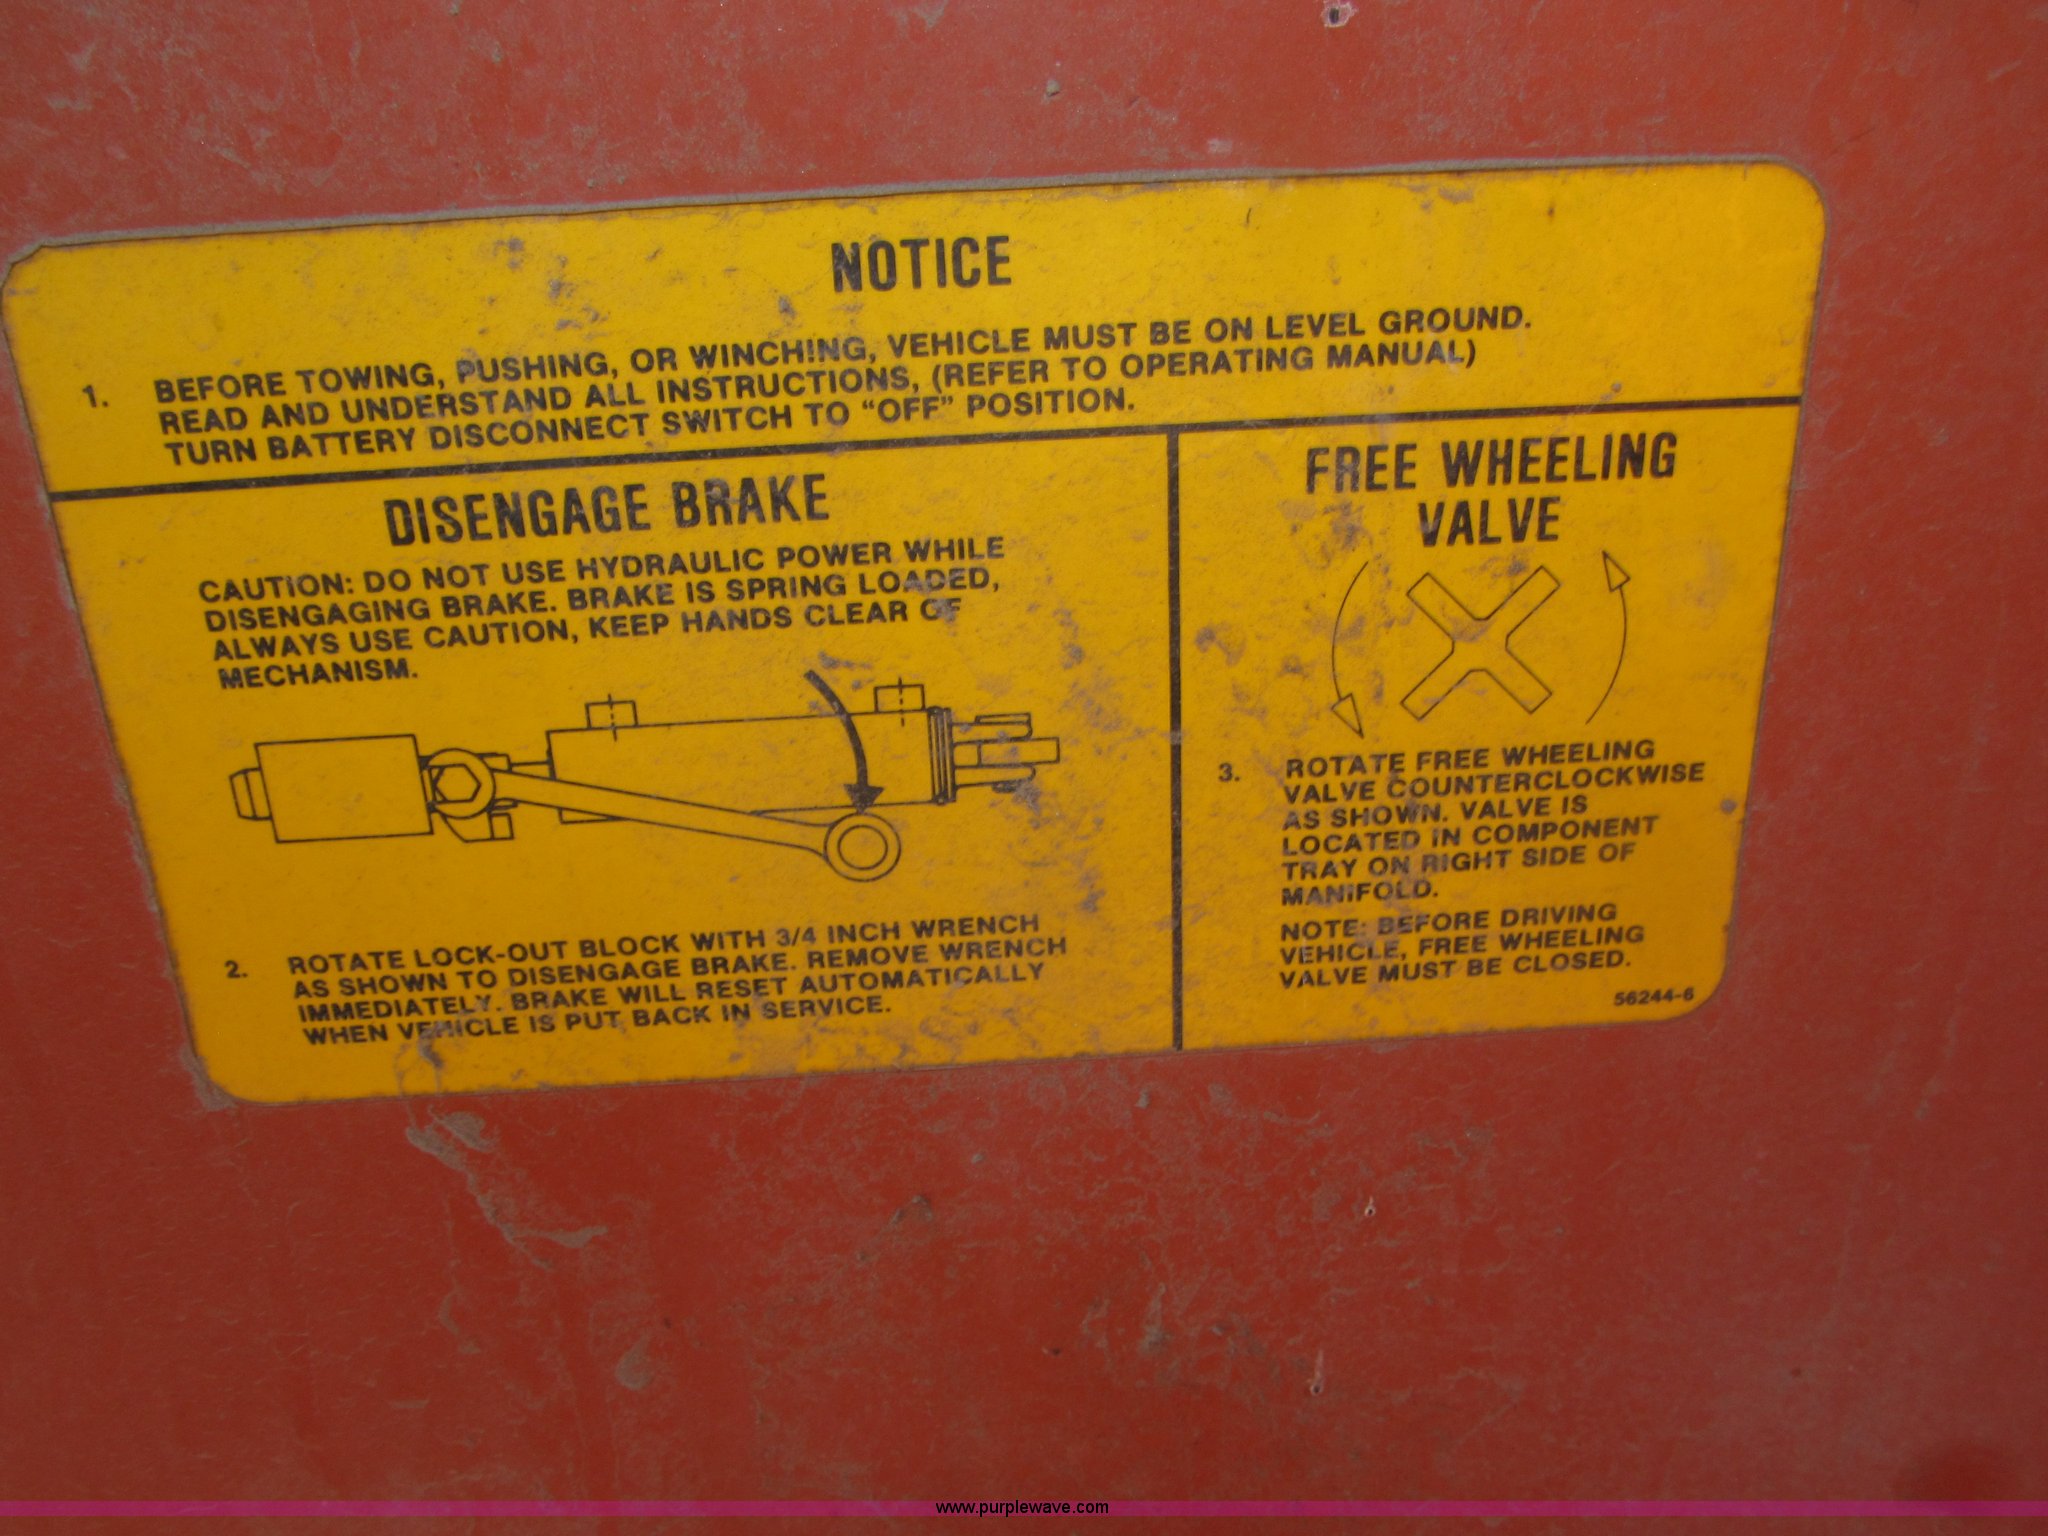 NOTICE
1. BEFORE TOWING, PUSHING, OR WINCHING, VEHICLE MUST BE ON LEVEL GROUND.
READ AND UNDERSTAND ALL INSTRUCTIONS, (REFER TO OPERATING MANUAL)
TURN BATTERY DISCONNECT SWITCH TO “OFF” POSITION.
DISENGAGE BRAKE
CAUTION: DO NOT USE HYDRAULIC POWER WHILE
DISENGAGING BRAKE. BRAKE IS SPRING LOADED,
ALWAYS USE CAUTION, KEEP HANDS CLEAR OF
MECHANISM.
2. ROTATE LOCK-OUT BLOCK WITH 3/4 INCH WRENCH
AS SHOWN TO DISENGAGE BRAKE. REMOVE WRENCH
IMMEDIATELY. BRAKE WILL RESET AUTOMATICALLY
WHEN VEHICLE IS PUT BACK IN SERVICE.
FREE WHEELING
VALVE
3. ROTATE FREE WHEELING
VALVE COUNTERCLOCKWISE
AS SHOWN. VALVE IS
LOCATED IN COMPONENT
TRAY ON RIGHT SIDE OF
MANIFOLD.
NOTE: BEFORE DRIVING
VEHICLE, FREE WHEELING
VALVE MUST BE CLOSED.
56244-6
www.purplewave.com